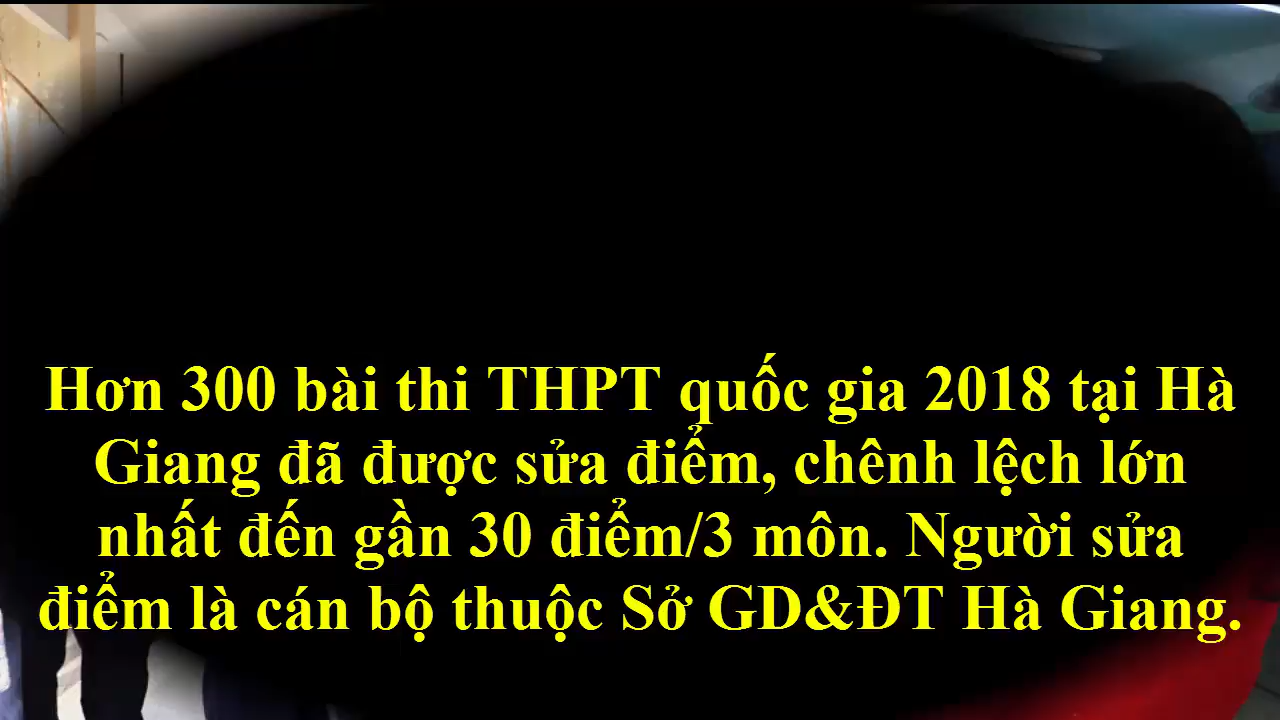 Hơn 300 bài thi THPT quốc gia 2018 tại Hà
Giang đã được sửa điểm, chênh lệch lớn
nhất đến gần 30 điểm/3 môn. Người sửa
điểm là cán bộ thuộc Sở GD&ĐT Hà Giang.